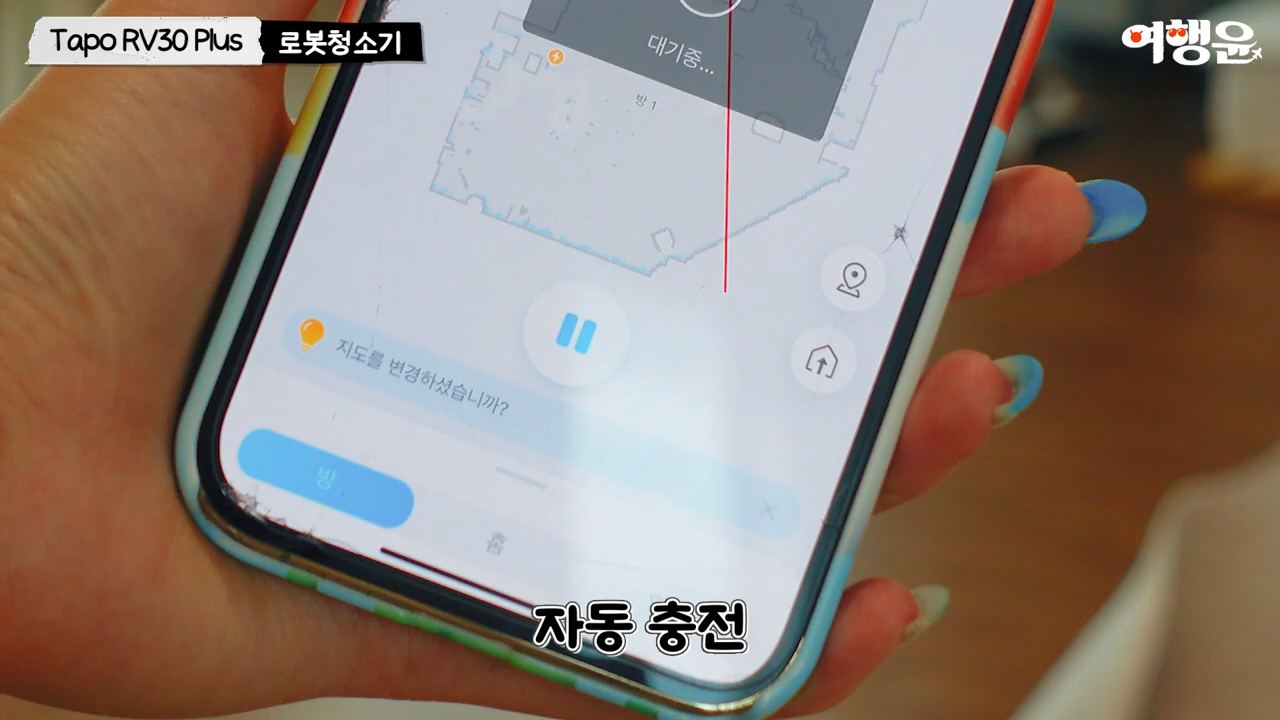 Tapo RV30 Plus 로봇청소기
여행윤
대기중...
방 1
지도를 변경하셨습니까?
방
홈
자동 충전